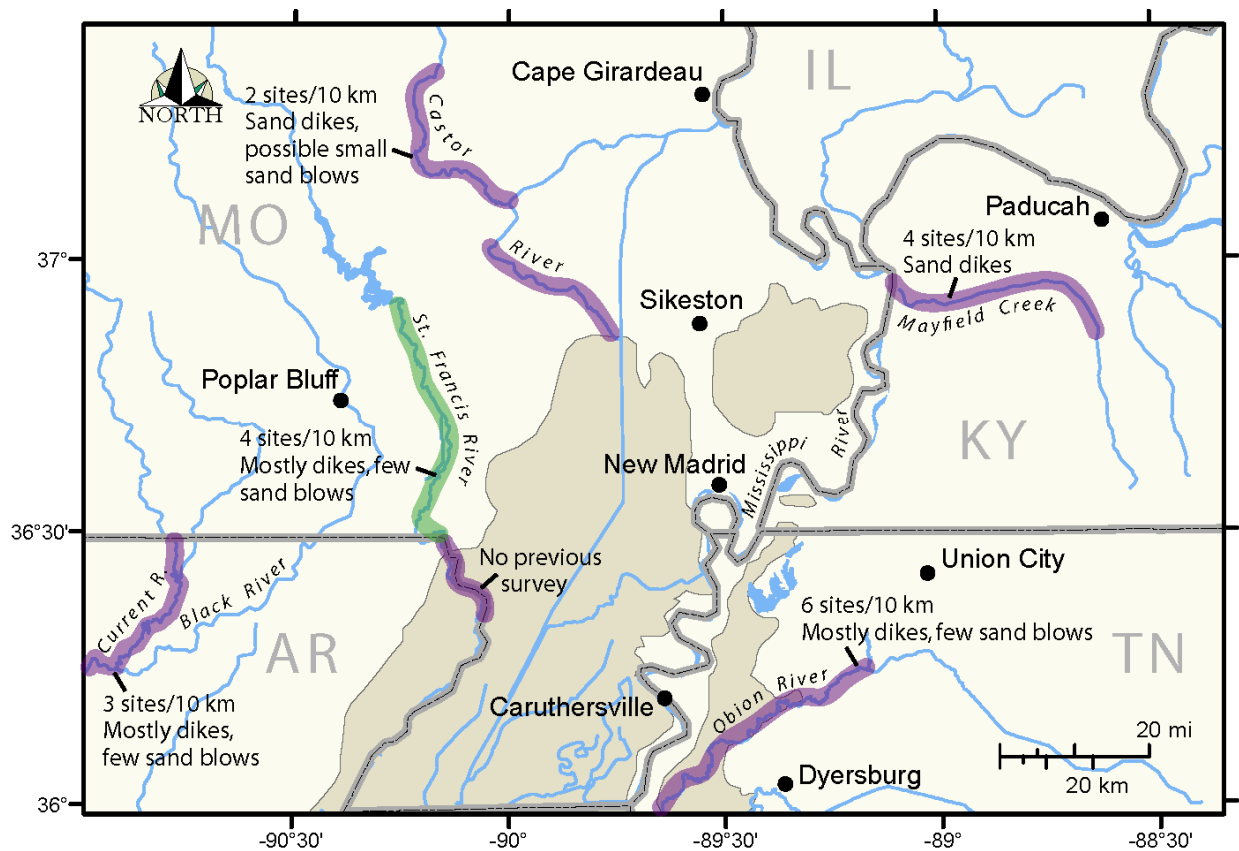 Cape Girardeau
IL
NORTH
2 sites/10 km
Sand dikes,
possible small
sand blows
Castor
MO
Paducah
4 sites/10 km
Sand dikes
37°
River
Sikeston
Mayfield Creek
St. Francis River
Poplar Bluff
4 sites/10 km
Mostly dikes, few
sand blows
KY
New Madrid
Mississippi
River
36°30'
No previous
survey
Union City
Current R.
Black River
6 sites/10 km
Mostly dikes, few sand blows
AR
TN
3 sites/10 km
Mostly dikes,
few sand blows
Caruthersville
Obion River
20 mi
20 km
Dyersburg
36°
-90°30'
-90°
-89°30'
-89°
-88°30'